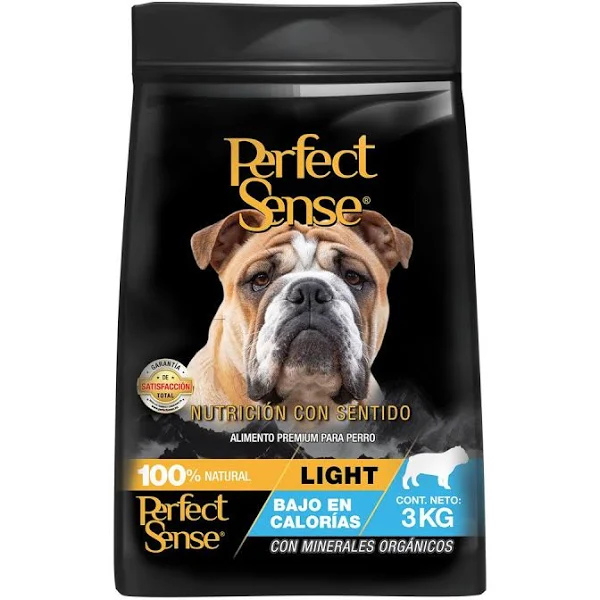 Perfect
Sense®
GARANTÍA
DE
SATISFACCIÓN
TOTAL
NUTRICIÓN CON SENTIDO
ALIMENTO PREMIUM PARA PERRO
100% NATURAL
LIGHT
Perfect
Sense®
BAJO EN
CALORÍAS
CONT. NETO:
3KG
CON MINERALES ORGÁNICOS